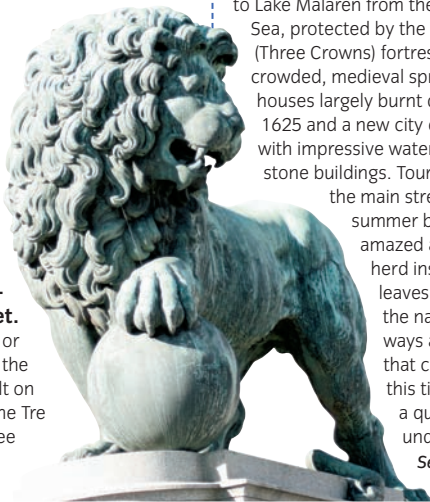 et.
or
the
lt on
ne Tre
ee
to Lake Mälaren from the
Sea, protected by the
(Three Crowns) fortres
crowded, medieval spr
houses largely burnt
1625 and a new city
with impressive water
stone buildings. Tour
the main stre
summer b
amazed
herd ins
leaves
the na
ways a
that c
this ti
a qu
und
Se